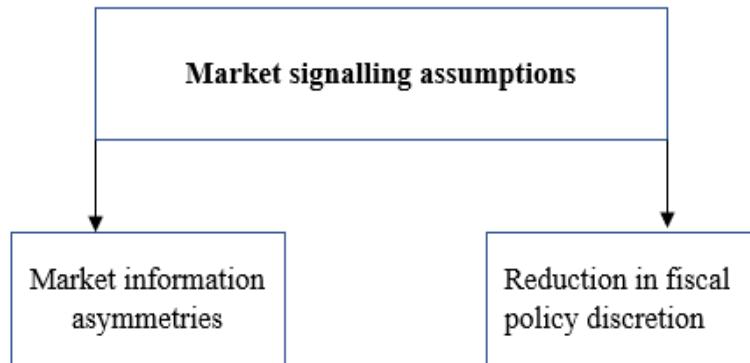 Market signalling assumptions
Market information
asymmetries
Reduction in fiscal
policy discretion